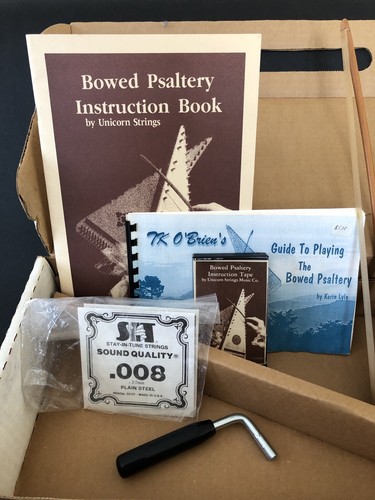 Bowed Psaltery
Instruction Book
by Unicorn Strings
TK O'Brien's
Guide To Playing
The
Bowed Psaltery
by Karin Lyle
Bowed Psaltery
Instruction Tape
by Unicorn Strings Music Co.
SIT
STAY-IN-TUNE STRINGS
SOUND QUALITY®
.008
PLAIN STEEL